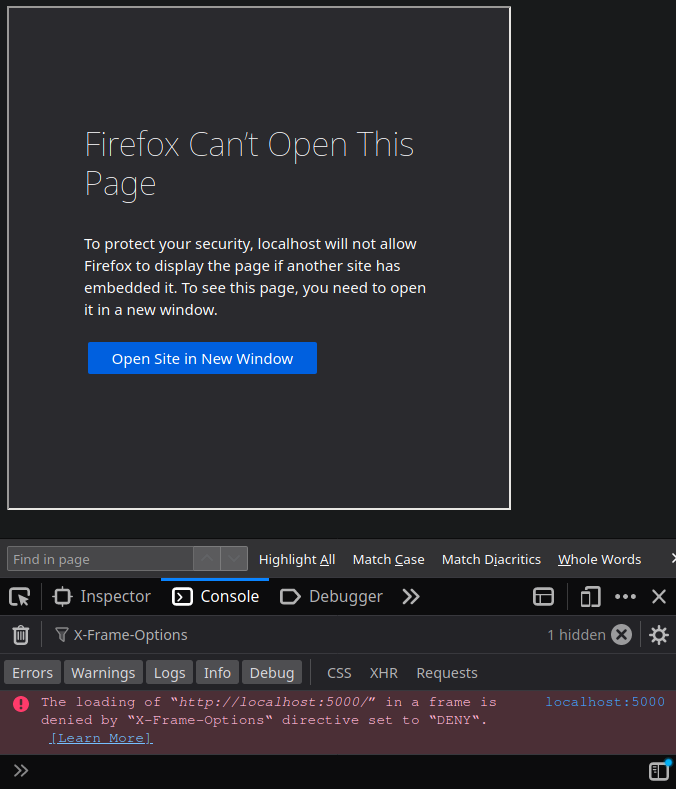 Firefox Can't Open This
Page
To protect your security, localhost will not allow
Firefox to display the page if another site has
embedded it. To see this page, you need to open
it in a new window.
Open Site in New Window
Find in page Highlight All Match Case Match Diacritics Whole Words
Inspector Console Debugger
X-Frame-Options 1 hidden
Errors Warnings Logs Info Debug CSS XHR Requests
The loading of “http://localhost:5000/” in a frame is localhost:5000
denied by “X-Frame-Options“ directive set to “DENY“.
[Learn More]